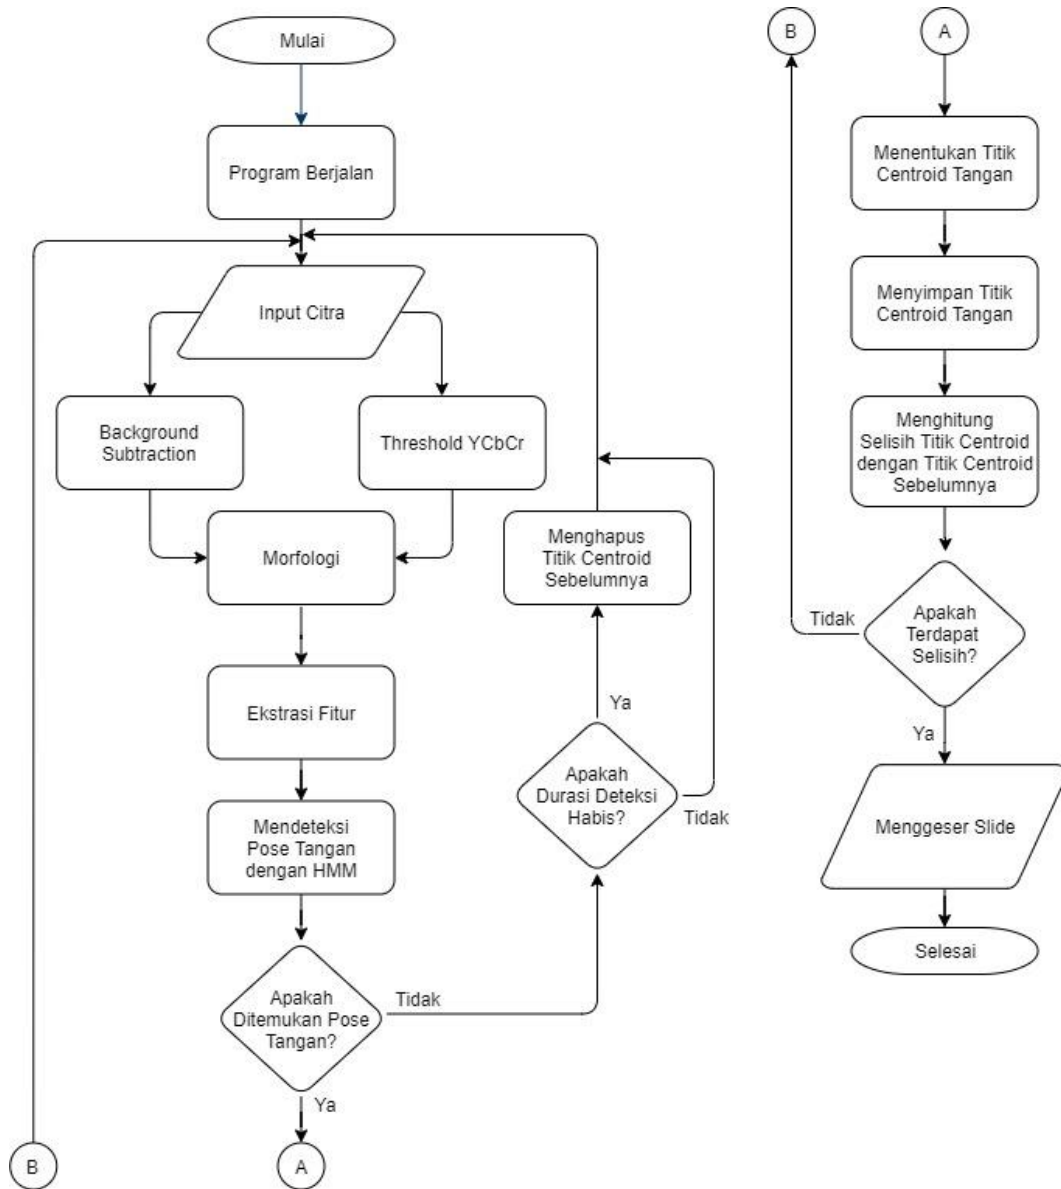 Mulai
Program Berjalan
Input Citra
Background
Subtraction
Threshold YCbCr
Morfologi
Ekstrasi Fitur
Mendeteksi
Pose Tangan
dengan HMM
Apakah
Ditemukan Pose
Tangan?
Tidak
Ya
Apakah
Durasi Deteksi
Habis?
Ya
Tidak
Menghapus
Titik Centroid
Sebelumnya
B
A
B
A
Menentukan Titik
Centroid Tangan
Menyimpan Titik
Centroid Tangan
Menghitung
Selisih Titik Centroid
dengan Titik Centroid
Sebelumnya
Apakah
Terdapat
Selisih?
Tidak
Ya
Menggeser Slide
Selesai